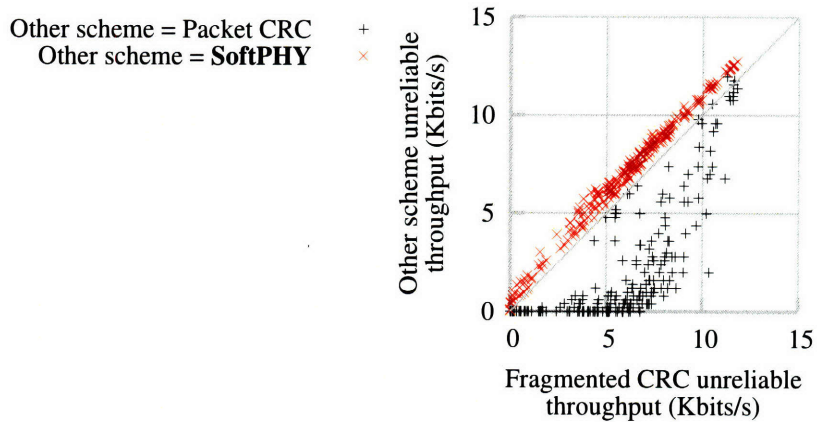 Other scheme = Packet CRC +
Other scheme = SoftPHY ×
Other scheme unreliable
throughput (Kbits/s)
15
10
5
0
0 5 10 15
Fragmented CRC unreliable
throughput (Kbits/s)